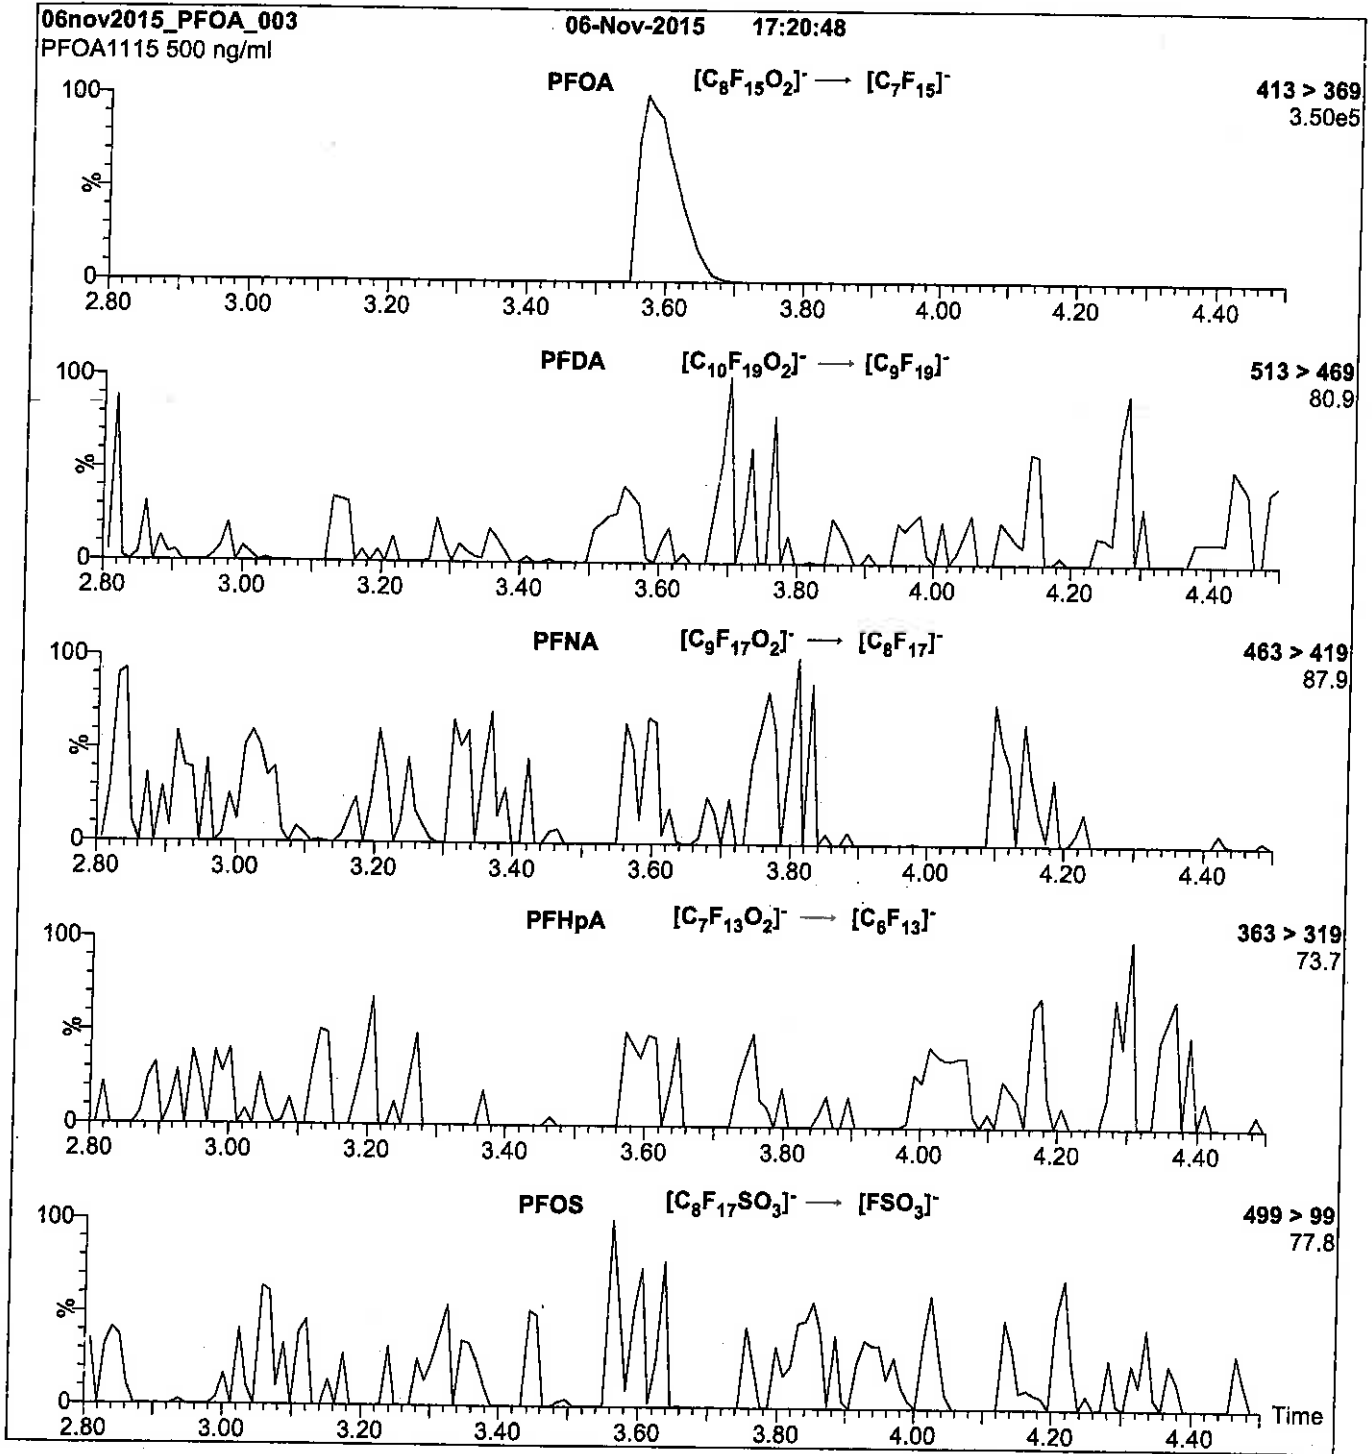 06nov2015_PFOA_003 06-Nov-2015 17:20:48
PFOA1115 500 ng/ml
PFOA [C₈F₁₅O₂]⁻ → [C₇F₁₅]⁻ 413 > 369
3.50e5
100
%
0
2.80 3.00 3.20 3.40 3.60 3.80 4.00 4.20 4.40
PFDA [C₁₀F₁₉O₂]⁻ → [C₉F₁₉]⁻ 513 > 469
80.9
100
%
0
2.80 3.00 3.20 3.40 3.60 3.80 4.00 4.20 4.40
PFNA [C₉F₁₇O₂]⁻ → [C₈F₁₇]⁻ 463 > 419
87.9
100
%
0
2.80 3.00 3.20 3.40 3.60 3.80 4.00 4.20 4.40
PFHpA [C₇F₁₃O₂]⁻ → [C₆F₁₃]⁻ 363 > 319
73.7
100
%
0
2.80 3.00 3.20 3.40 3.60 3.80 4.00 4.20 4.40
PFOS [C₈F₁₇SO₃]⁻ → [FSO₃]⁻ 499 > 99
77.8
100
%
0
2.80 3.00 3.20 3.40 3.60 3.80 4.00 4.20 4.40 Time